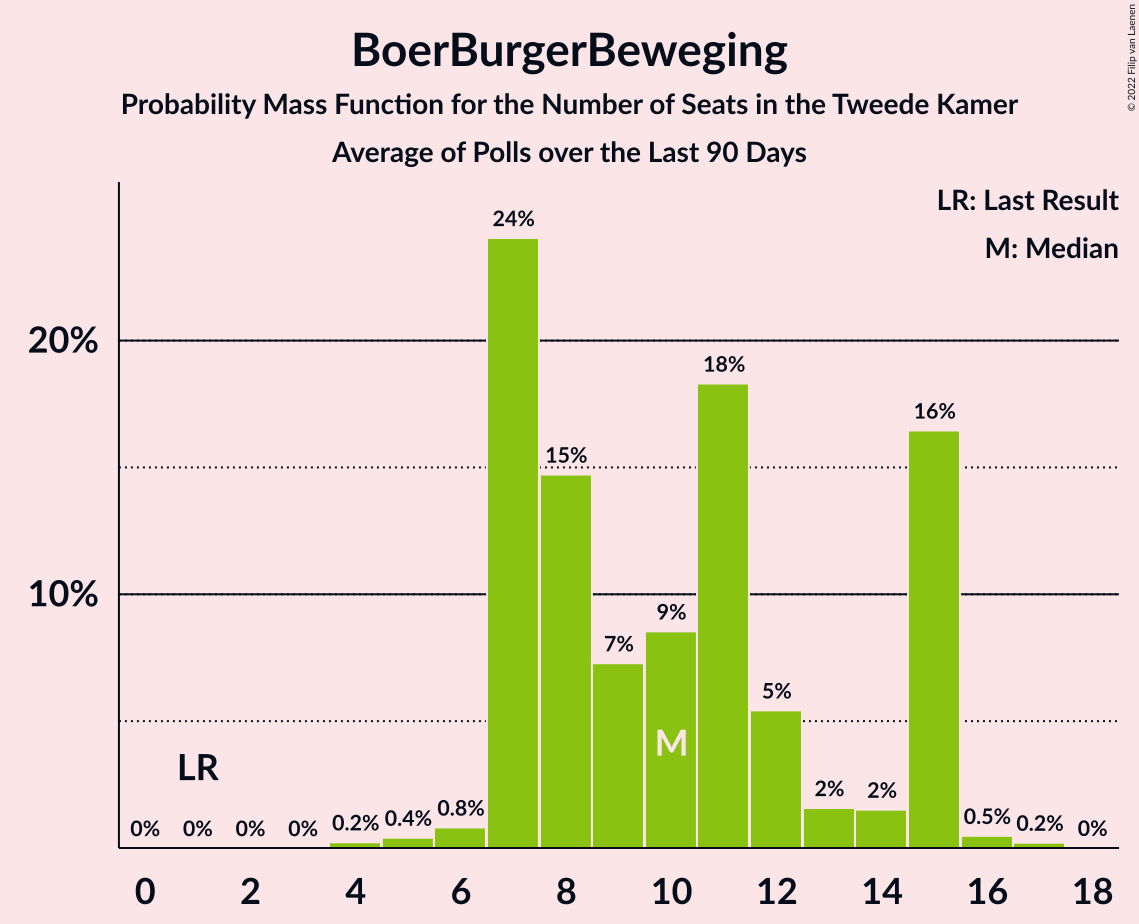 BoerBurgerBeweging
Probability Mass Function for the Number of Seats in the Tweede Kamer
Average of Polls over the Last 90 Days
© 2022 Filip van Laenen
LR: Last Result
M: Median
20%
10%
24%
15%
7%
9%
18%
5%
2%
2%
16%
0.5%
0.2%
0%
LR
M
0%
0%
0%
0%
0.2%
0.4%
0.8%
0 2 4 6 8 10 12 14 16 18